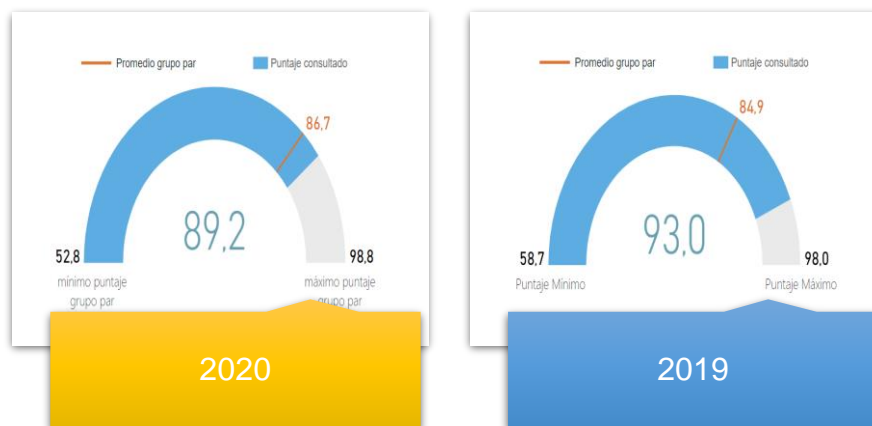 Promedio grupo par
Puntaje consultado
86,7
89,2
52,8
98,8
mínimo puntaje
grupo par
máximo puntaje
grupo par
2020
Promedio grupo par
Puntaje consultado
84,9
93,0
58,7
98,0
Puntaje Mínimo
Puntaje Máximo
2019